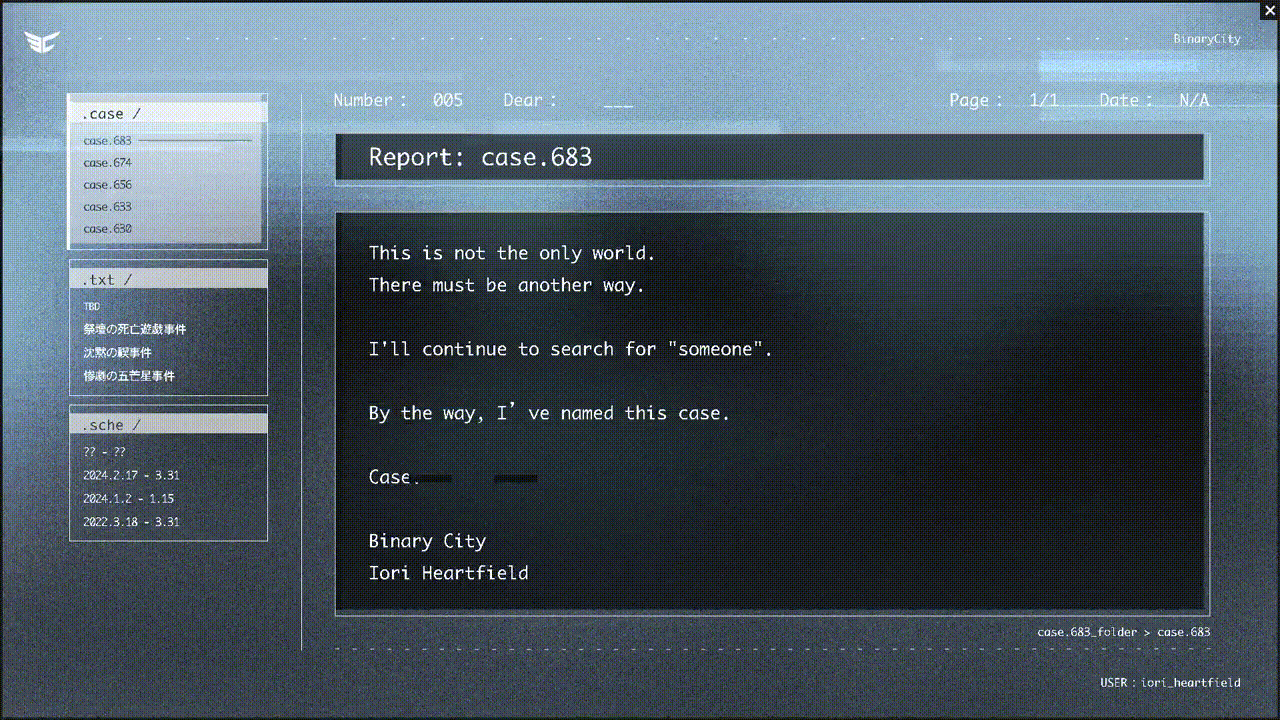 BinaryCity
Number : 005 Dear : ___ Page : 1/1 Date : N/A
.case /
case.683
case.674
case.656
case.633
case.630
.txt /
TBD
祭壇の死亡遊戯事件
沈黙の翼事件
惨劇の五芒星事件
.sche /
?? - ??
2024.2.17 - 3.31
2024.1.2 - 1.15
2022.3.18 - 3.31
Report: case.683
This is not the only world.
There must be another way.
I'll continue to search for "someone".
By the way, I’ve named this case.
Case.
Binary City
Iori Heartfield
case.683_folder > case.683
USER : iori_heartfield